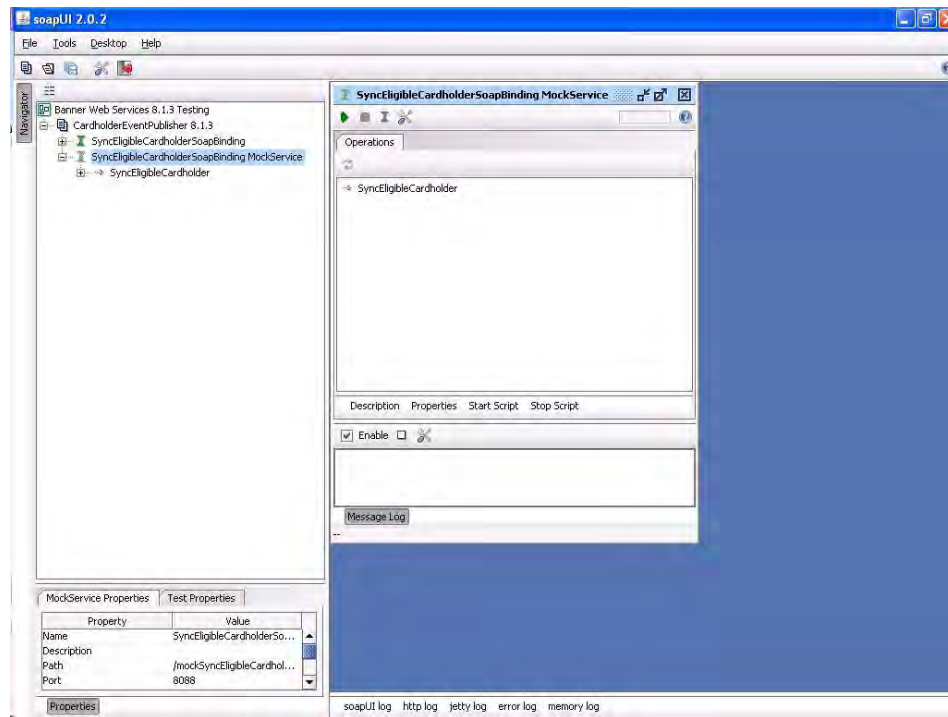 soapUI 2.0.2
File Tools Desktop Help
Navigator
Banner Web Services 8.1.3 Testing
CardholderEventPublisher 8.1.3
SyncEligibleCardholderSoapBinding
SyncEligibleCardholderSoapBinding MockService
SyncEligibleCardholder
SyncEligibleCardholderSoapBinding MockService
Operations
SyncEligibleCardholder
Description Properties Start Script Stop Script
Enable
Message Log
--
MockService Properties Test Properties
Property Value
Name SyncEligibleCardholderSo...
Description
Path /mockSyncEligibleCardhol...
Port 8088
Properties
soapUI log http log jetty log error log memory log